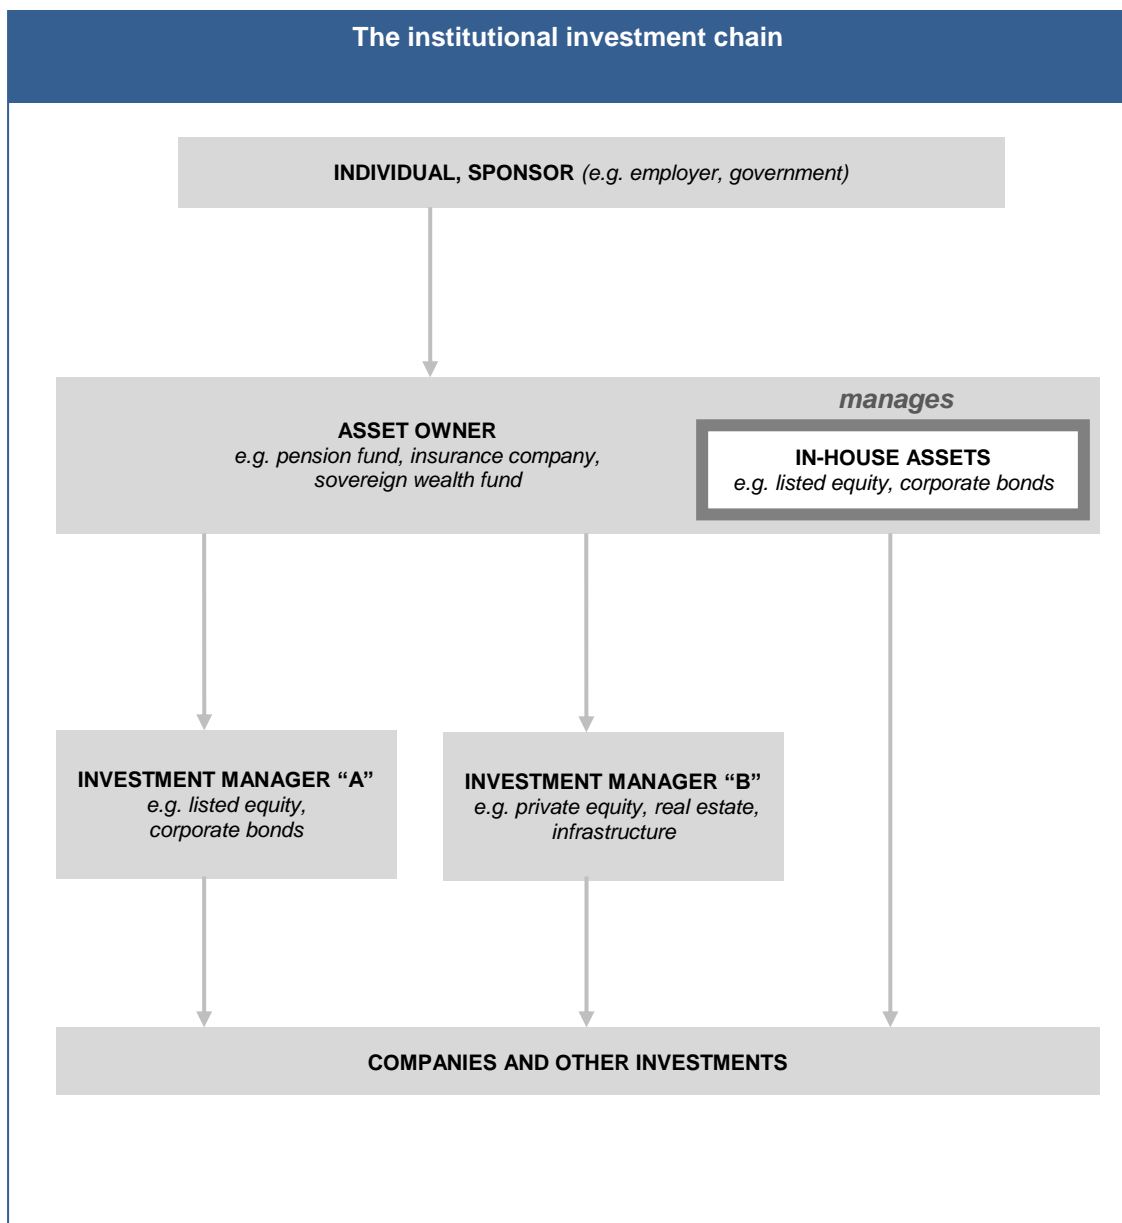 The institutional investment chain
INDIVIDUAL, SPONSOR (e.g. employer, government)
manages
ASSET OWNER
e.g. pension fund, insurance company,
sovereign wealth fund
IN-HOUSE ASSETS
e.g. listed equity, corporate bonds
INVESTMENT MANAGER “A”
e.g. listed equity,
corporate bonds
INVESTMENT MANAGER “B”
e.g. private equity, real estate,
infrastructure
COMPANIES AND OTHER INVESTMENTS